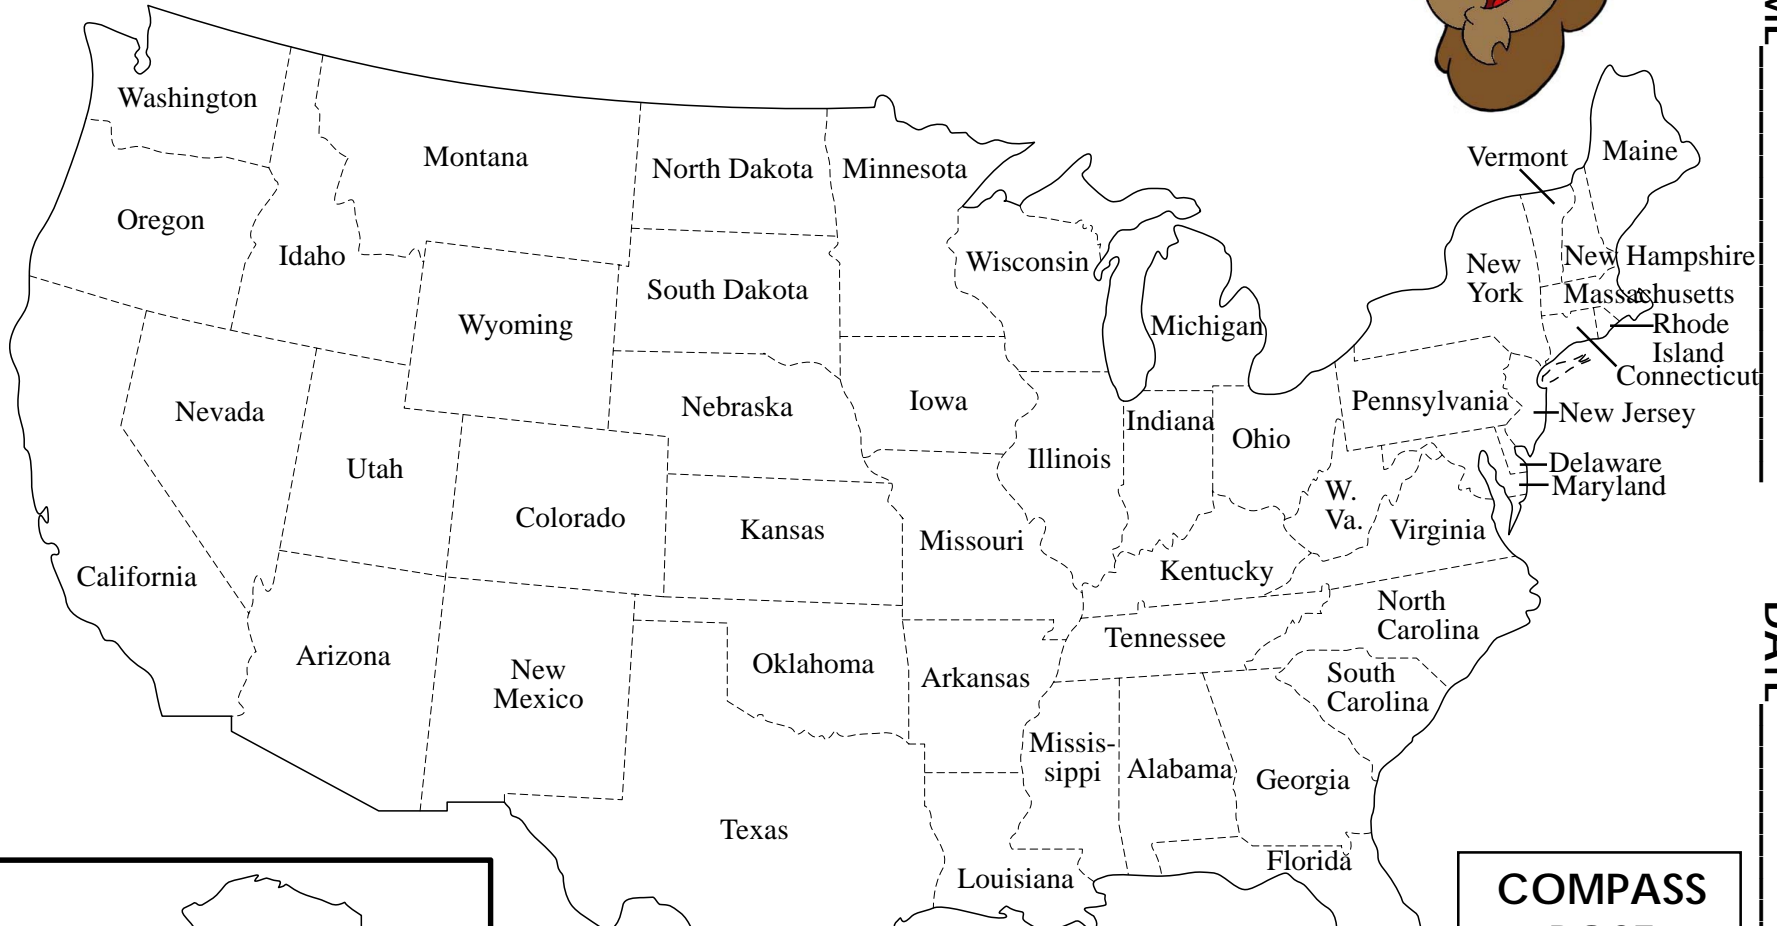 Washington
Montana
North Dakota
Minnesota
Vermont
Maine
Oregon
Idaho
Wisconsin
New
York
New Hampshire
South Dakota
Massachusetts
Wyoming
Michigan
Rhode
Island
Connecticut
Nevada
Nebraska
Iowa
Indiana
Ohio
Pennsylvania
New Jersey
Utah
Illinois
Delaware
Maryland
Colorado
Kansas
Missouri
W.
Va.
Virginia
California
Kentucky
North
Carolina
Arizona
New
Mexico
Oklahoma
Arkansas
Tennessee
South
Carolina
Missis-
sippi
Alabama
Georgia
Texas
Louisiana
Florida
COMPASS